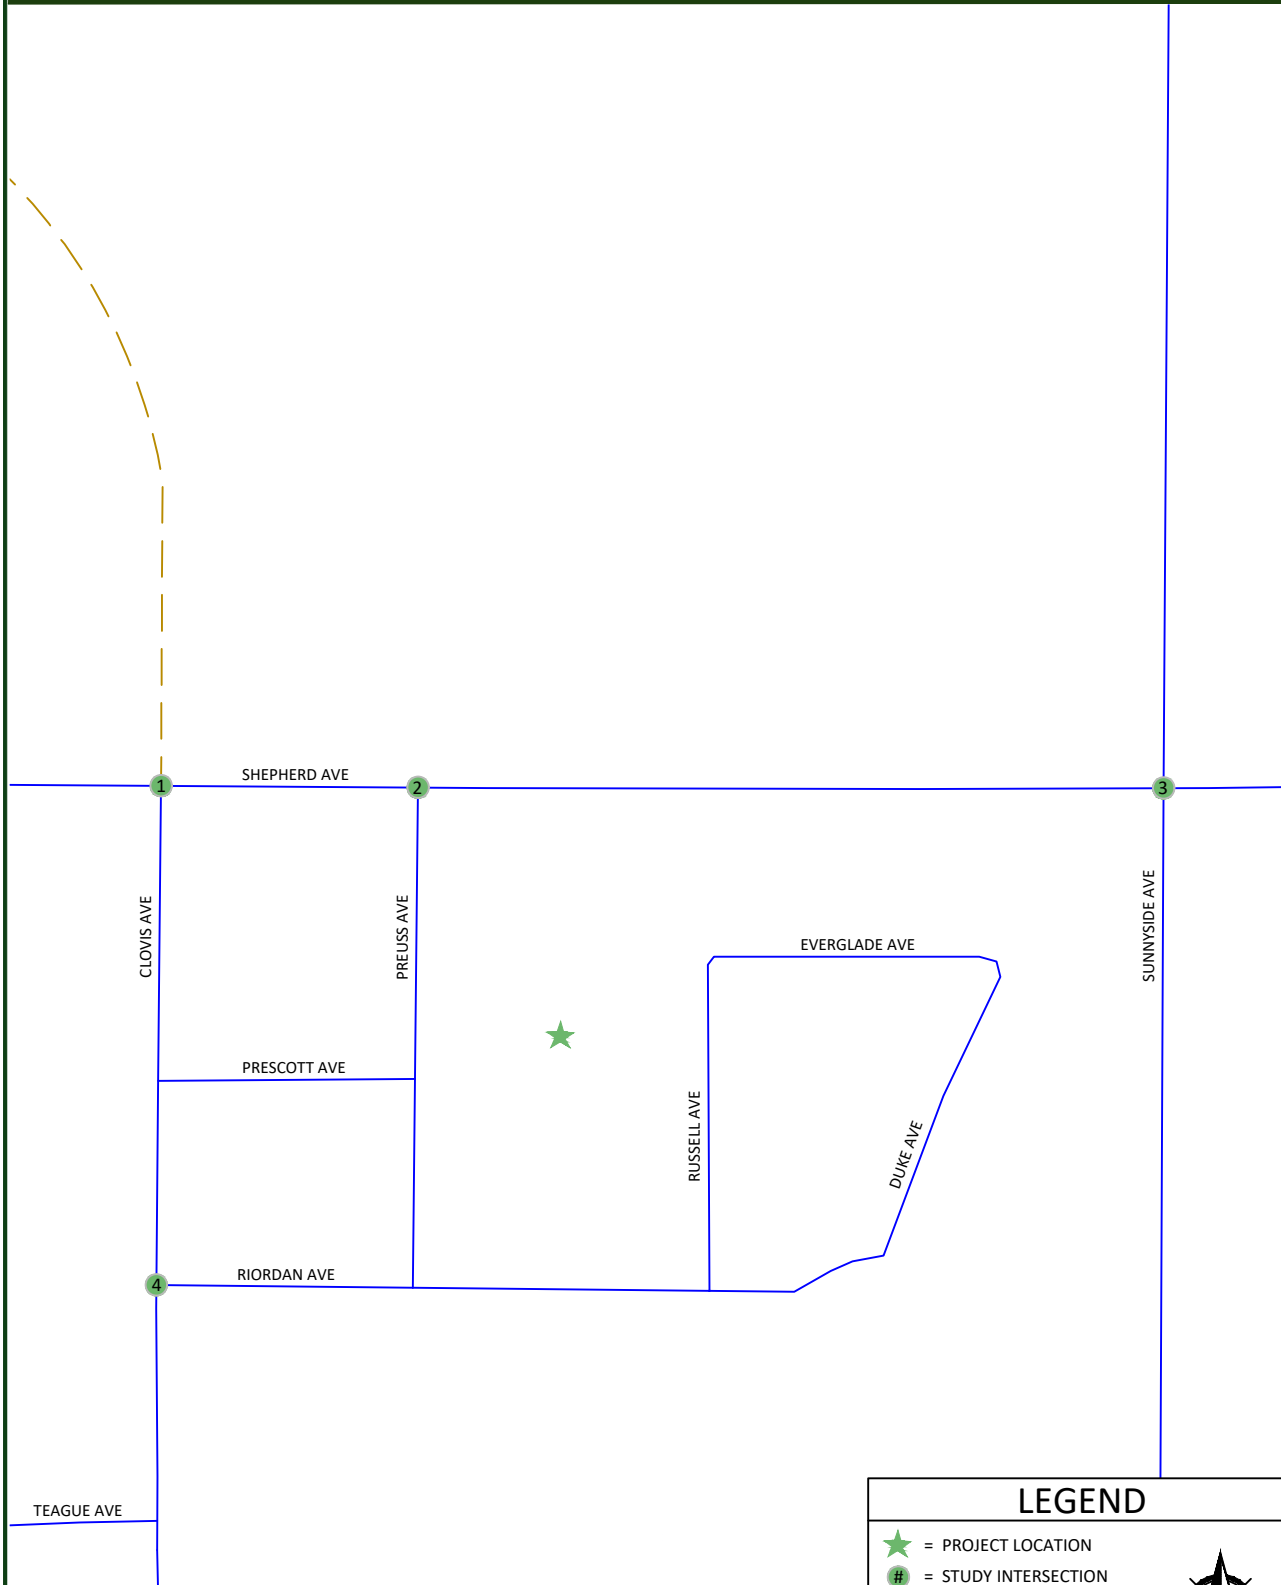 SHEPHERD AVE
1
2
3
CLOVIS AVE
PREUSS AVE
SUNNYSIDE AVE
EVERGLADE AVE
PRESCOTT AVE
RUSSELL AVE
DUKE AVE
RIORDAN AVE
4
TEAGUE AVE
LEGEND
= PROJECT LOCATION
# = STUDY INTERSECTION